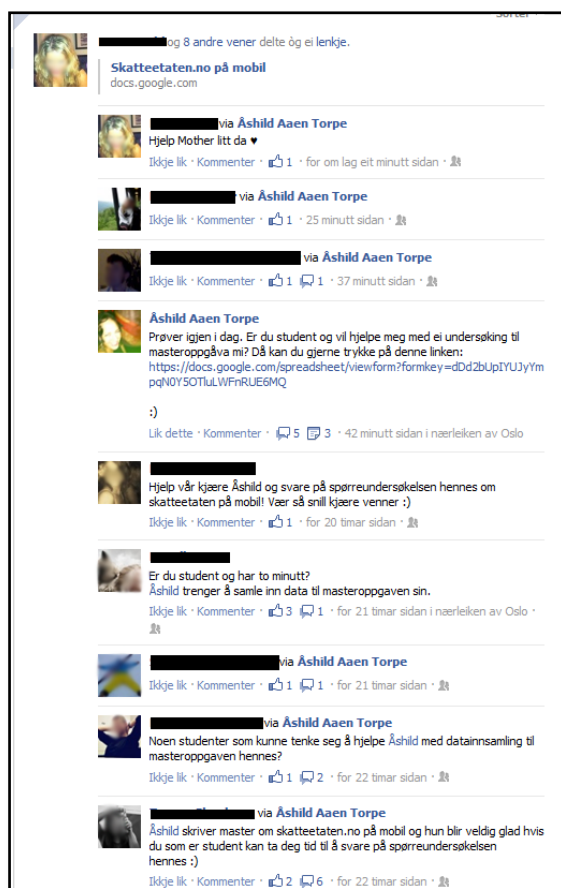 og 8 andre vener delte òg ei lenkje.
Skatteetaten.no på mobil
docs.google.com
via Åshild Aaen Torpe
Hjelp Mother litt da ♥
Ikkje lik · Kommenter · 1 · for om lag eit minutt sidan ·
via Åshild Aaen Torpe
Ikkje lik · Kommenter · 1 · 25 minutt sidan ·
via Åshild Aaen Torpe
Ikkje lik · Kommenter · 1 1 · 37 minutt sidan ·
Åshild Aaen Torpe
Prøver igjen i dag. Er du student og vil hjelpe meg med ei undersøking til
masteroppgåva mi? Då kan du gjerne trykke på denne linken:
https://docs.google.com/spreadsheet/viewform?formkey=dDd2bUpIYUJyYm
pqN0Y5OTluLWFnRUE6MQ
:)
Lik dette · Kommenter · 5 3 · 42 minutt sidan i nærleiken av Oslo
Hjelp vår kjære Åshild og svare på spørreundersøkelsen hennes om
skatteetaten på mobil! Vær så snill kjære venner :)
Ikkje lik · Kommenter · 1 · for 20 timar sidan ·
Er du student og har to minutt?
Åshild trenger å samle inn data til masteroppgaven sin.
Ikkje lik · Kommenter · 3 1 · for 21 timar sidan i nærleiken av Oslo ·
via Åshild Aaen Torpe
Ikkje lik · Kommenter · 1 1 · for 21 timar sidan ·
via Åshild Aaen Torpe
Noen studenter som kunne tenke seg å hjelpe Åshild med datainnsamling til
masteroppgaven hennes?
Ikkje lik · Kommenter · 1 2 · for 22 timar sidan ·
via Åshild Aaen Torpe
Åshild skriver master om skatteetaten.no på mobil og hun blir veldig glad hvis
du som er student kan ta deg tid til å svare på spørreundersøkelsen
hennes :)
Ikkje lik · Kommenter · 2 6 · for 22 timar sidan ·